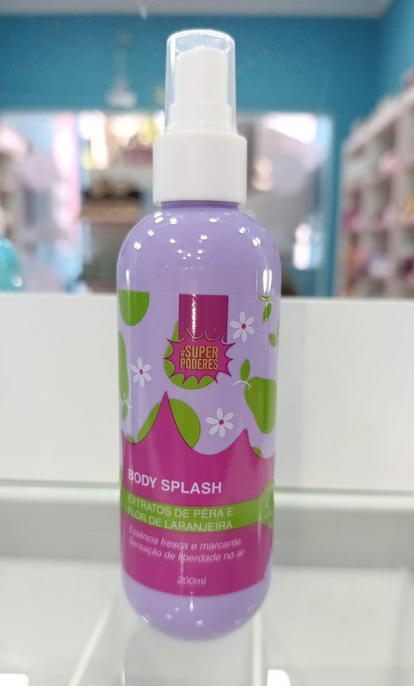 #SUPER
PODERES
BODY SPLASH
EXTRATOS DE PÊRA E
FLOR DE LARANJEIRA
Essência fresca e marcante
Sensação de liberdade no ar
200ml